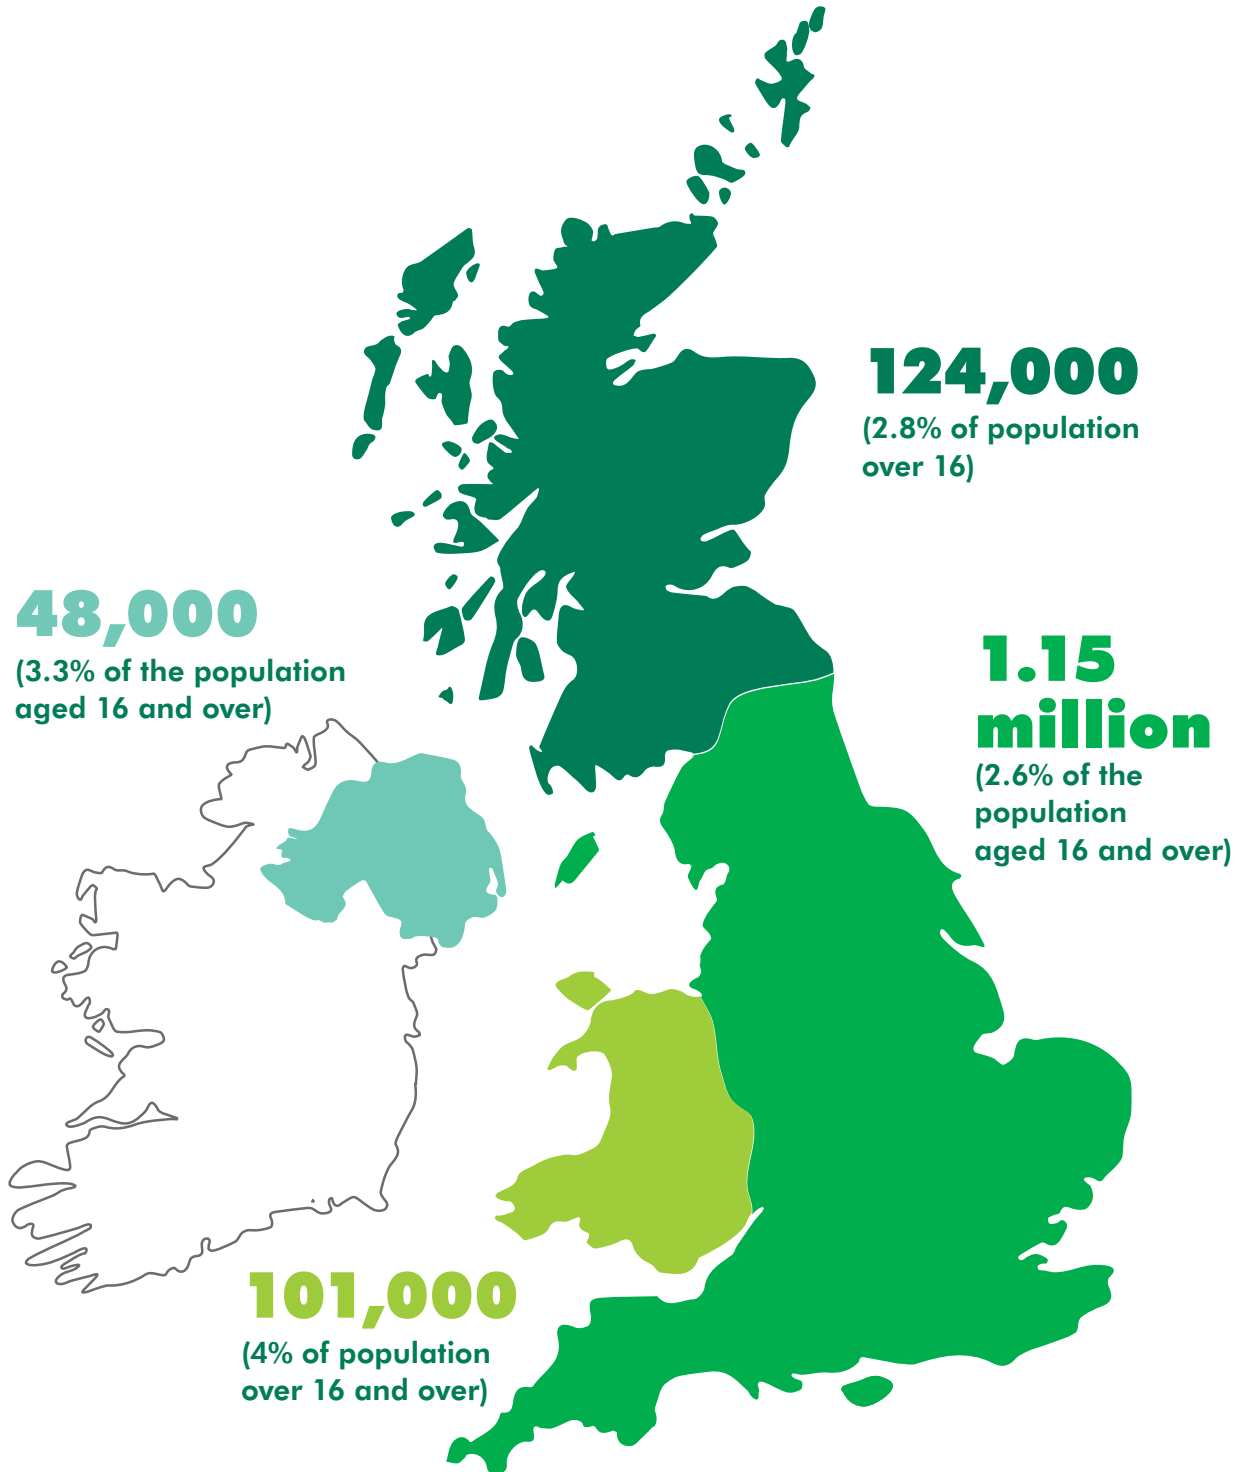 124,000
(2.8% of population
over 16)
48,000
(3.3% of the population
aged 16 and over)
1.15
million
(2.6% of the
population
aged 16 and over)
101,000
(4% of population
over 16 and over)